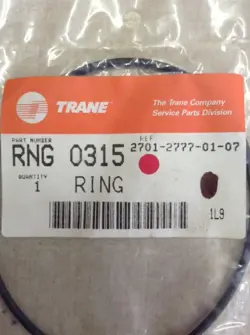 TRANE
The Trane Company
Service Parts Division
PART NUMBER
REF
RNG 0315
2701-2777-01-07
QUANTITY
1
RING
1L9